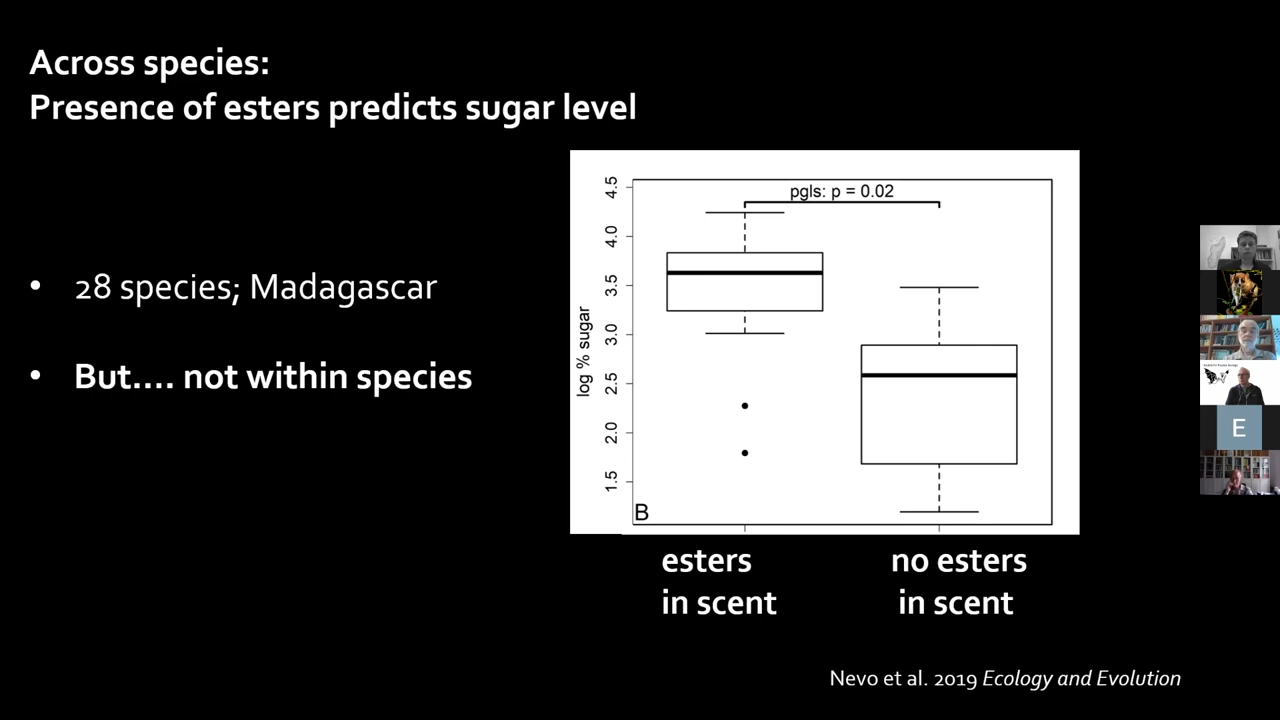 Across species:
Presence of esters predicts sugar level
• 28 species; Madagascar
• But.... not within species
pgls: p = 0.02
4.5
4.0
3.5
3.0
2.5
2.0
1.5
log % sugar
B
esters
in scent
no esters
in scent
E
Nevo et al. 2019 Ecology and Evolution